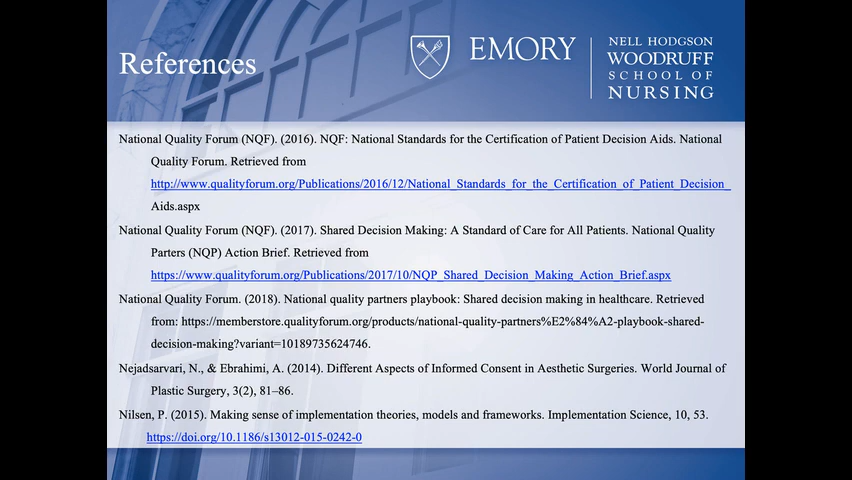 References
EMORY
NELL HODGSON
WOODRUFF
SCHOOL OF
NURSING
National Quality Forum (NQF). (2016). NQF: National Standards for the Certification of Patient Decision Aids. National
Quality Forum. Retrieved from
http://www.qualityforum.org/Publications/2016/12/National_Standards_for_the_Certification_of_Patient_Decision_
Aids.aspx
National Quality Forum (NQF). (2017). Shared Decision Making: A Standard of Care for All Patients. National Quality
Parters (NQP) Action Brief. Retrieved from
https://www.qualityforum.org/Publications/2017/10/NQP_Shared_Decision_Making_Action_Brief.aspx
National Quality Forum. (2018). National quality partners playbook: Shared decision making in healthcare. Retrieved
from: https://memberstore.qualityforum.org/products/national-quality-partners%E2%84%A2-playbook-shared-
decision-making?variant=10189735624746.
Nejadsarvari, N., & Ebrahimi, A. (2014). Different Aspects of Informed Consent in Aesthetic Surgeries. World Journal of
Plastic Surgery, 3(2), 81–86.
Nilsen, P. (2015). Making sense of implementation theories, models and frameworks. Implementation Science, 10, 53.
https://doi.org/10.1186/s13012-015-0242-0